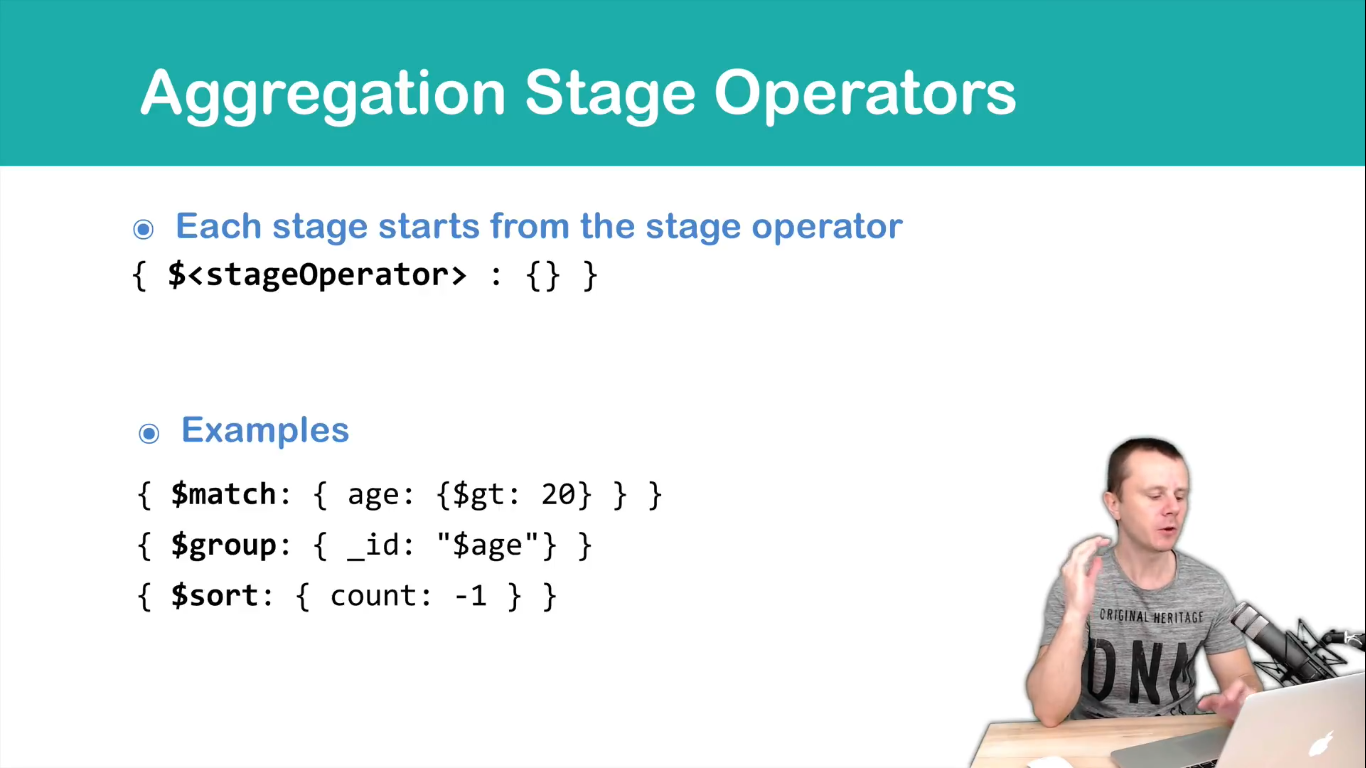 Aggregation Stage Operators
Each stage starts from the stage operator
{ $<stageOperator> : {} }
Examples
{ $match: { age: {$gt: 20} } }
{ $group: { _id: "$age"} }
{ $sort: { count: -1 } }
ORIGINAL HERITAGE
DNM